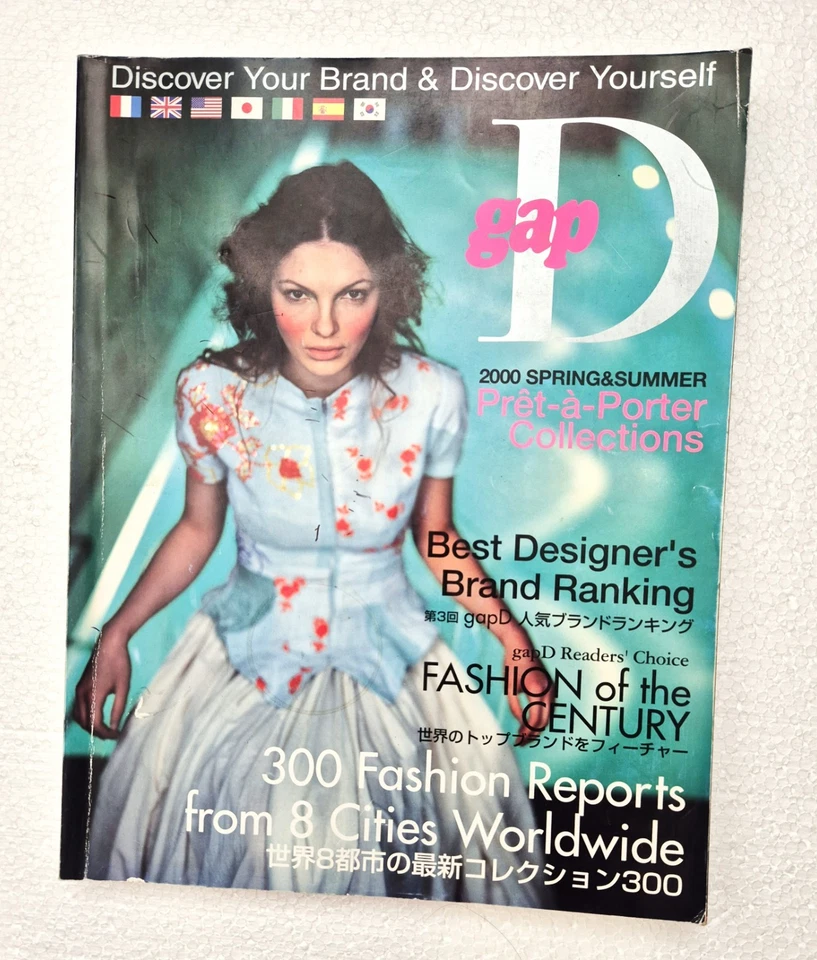 Discover Your Brand & Discover Yourself
gap D
2000 SPRING&SUMMER
Prêt-à-Porter
Collections
Best Designer's
Brand Ranking
第3回 gapD 人気ブランドランキング
gapD Readers' Choice
FASHION of the
CENTURY
世界のトップブランドをフィーチャー
300 Fashion Reports
from 8 Cities Worldwide
世界8都市の最新コレクション300